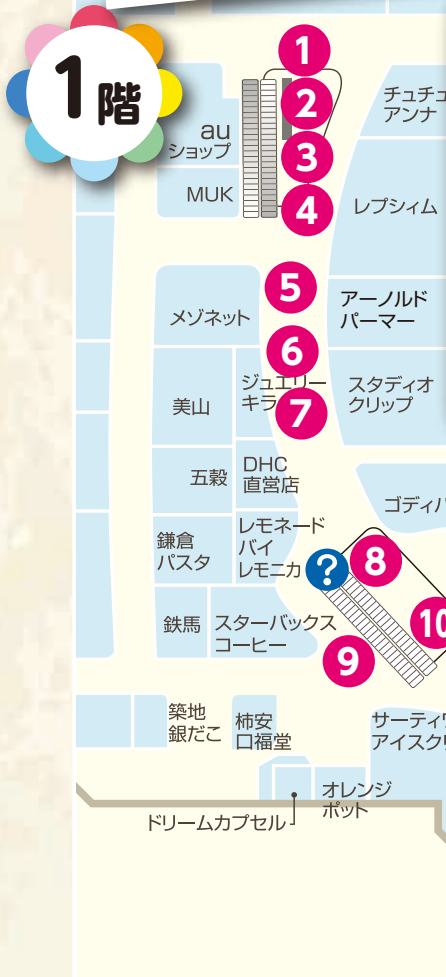 1階
1
2
3
4
5
6
7
8
9
10
?
au
ショップ
MUK
チュチュ
アンナ
レプシィム
メゾネット
アーノルド
パーマー
美山
ジュエリー
キラ
スタディオ
クリップ
五穀
DHC
直営店
ゴディバ
鎌倉
パスタ
レモネード
バイ
レモニカ
鉄馬
スターバックス
コーヒー
築地
銀だこ
柿安
口福堂
サーティワ
アイスクリ
オレンジ
ポット
ドリームカプセル